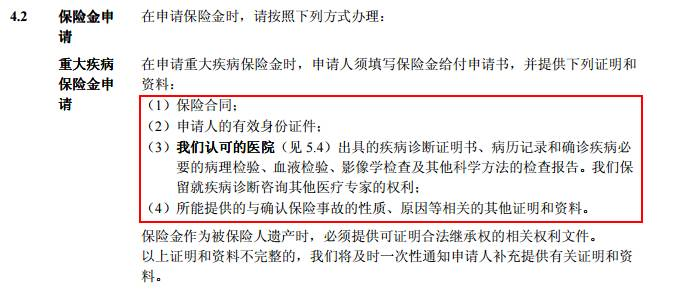 4.2 保险金申 在申请保险金时，请按照下列方式办理：
请
重大疾病 在申请重大疾病保险金时，申请人须填写保险金给付申请书，并提供下列证明和
保险金申 资料：
请 （1）保险合同；
（2）申请人的有效身份证件；
（3）我们认可的医院（见 5.4）出具的疾病诊断证明书、病历记录和确诊疾病必
要的病理检验、血液检验、影像学检查及其他科学方法的检查报告。我们保
留就疾病诊断咨询其他医疗专家的权利；
（4）所能提供的与确认保险事故的性质、原因等相关的其他证明和资料。
保险金作为被保险人遗产时，必须提供可证明合法继承权的相关权利文件。
以上证明和资料不完整的，我们将及时一次性通知申请人补充提供有关证明和资
料。